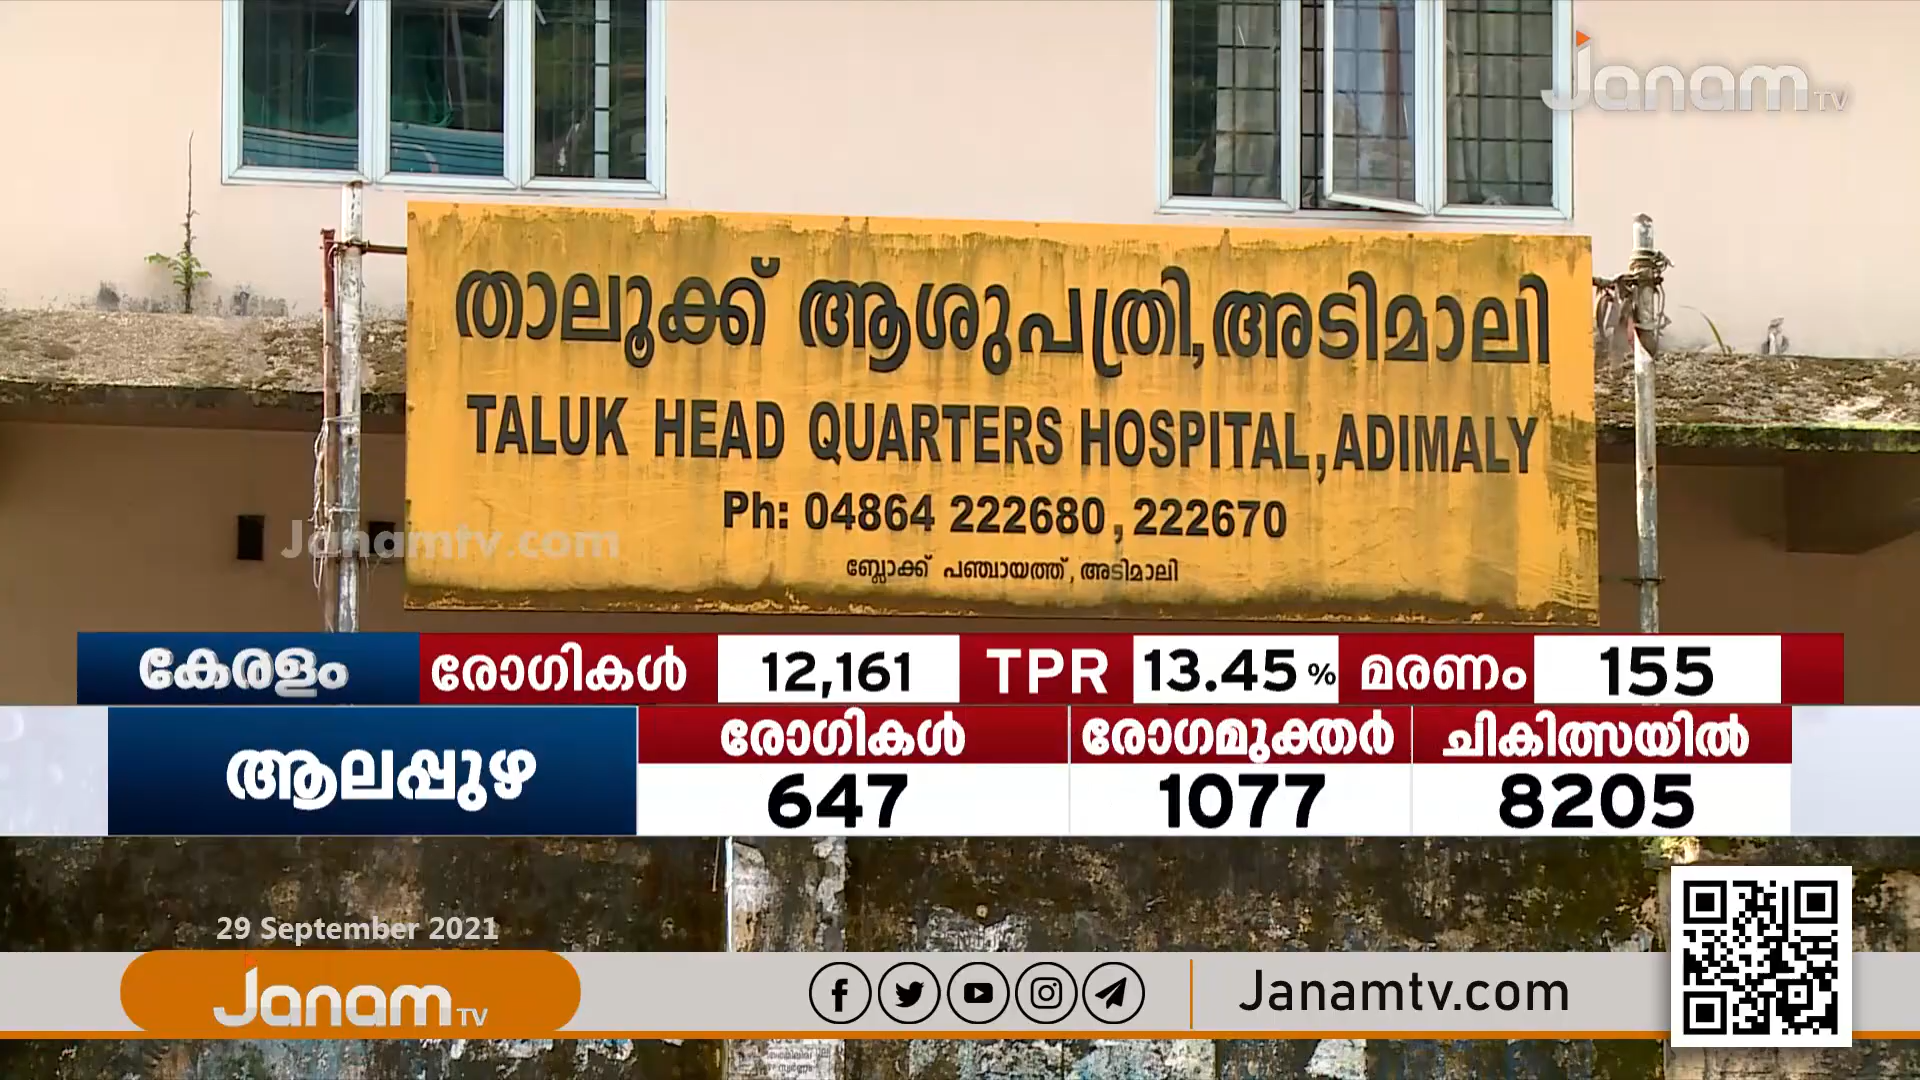 Janam TV
താലൂക്ക് ആശുപത്രി,അടിമാലി
TALUK HEAD QUARTERS HOSPITAL,ADIMALY
Ph: 04864 222680, 222670
Janamtv.com
ബ്ലോക്ക് പഞ്ചായത്ത്, അടിമാലി
കേരളം രോഗികൾ 12,161 TPR 13.45 % മരണം 155
ആലപ്പുഴ
രോഗികൾ രോഗമുക്തർ ചികിത്സയിൽ
647 1077 8205
29 September 2021
Janam TV
Janamtv.com